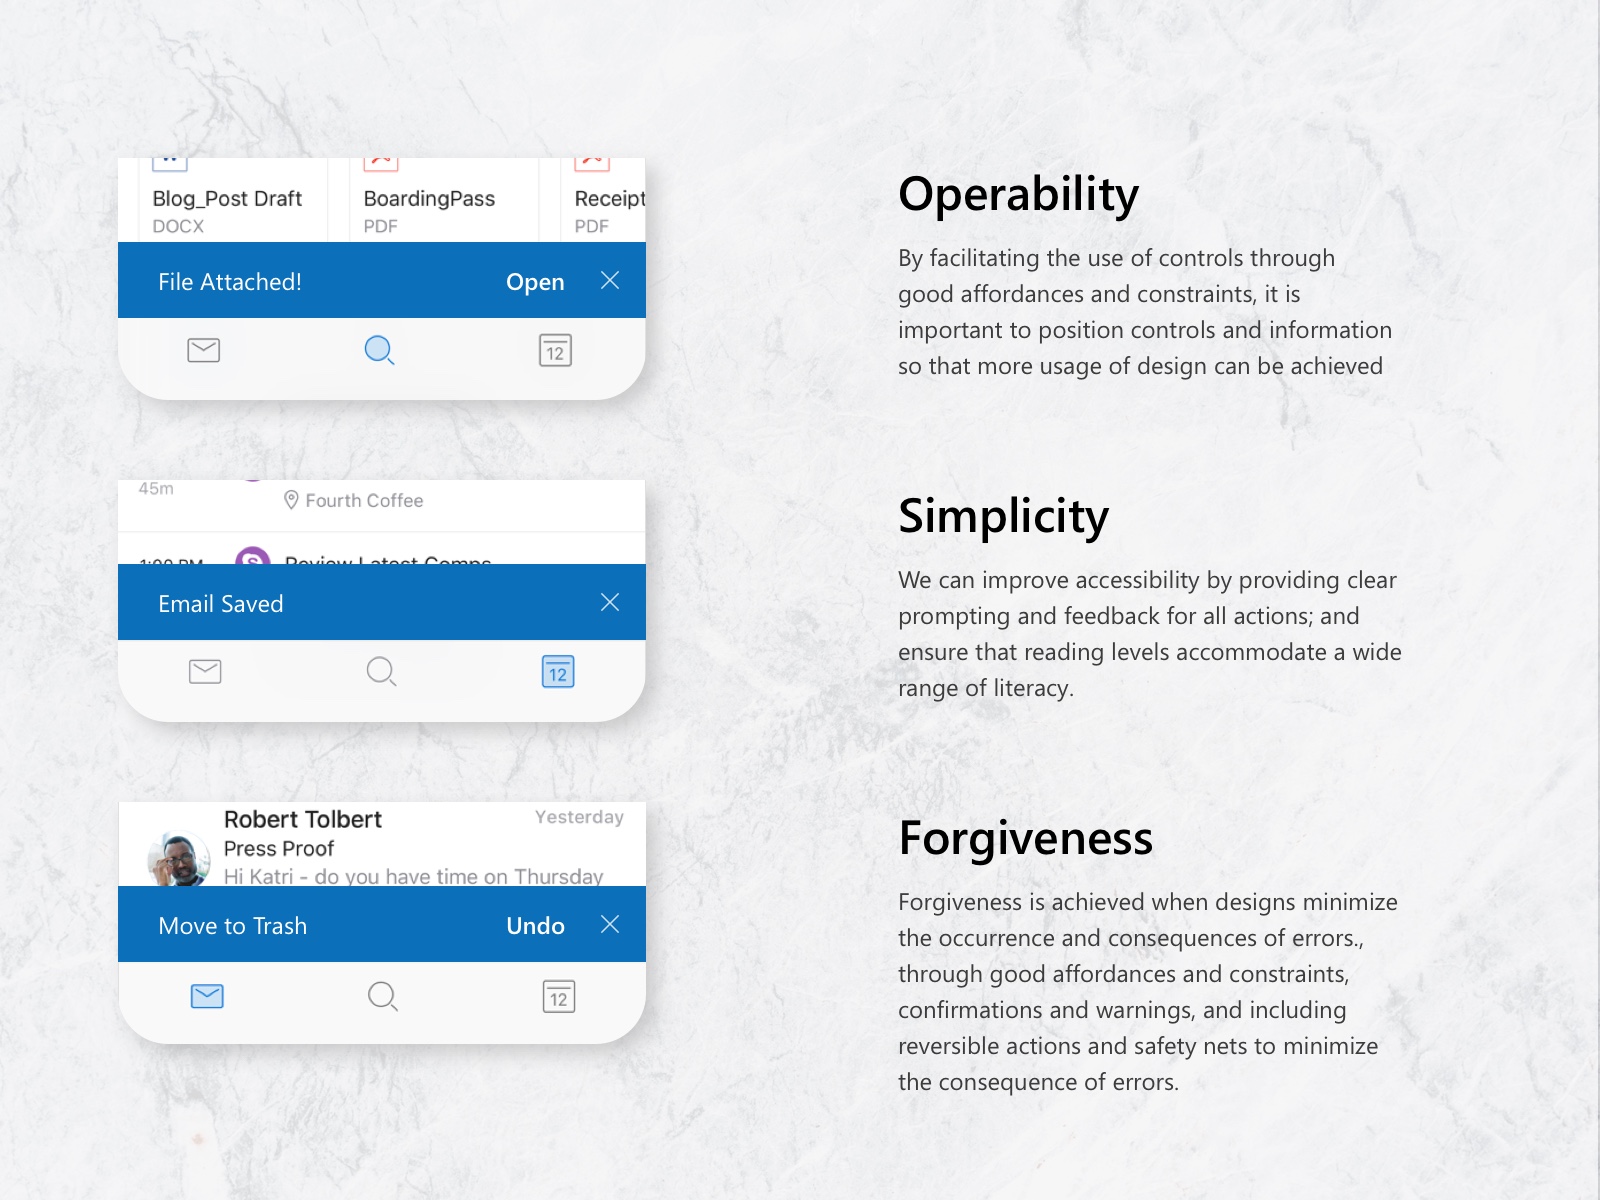 Blog_Post Draft
DOCX
BoardingPass
PDF
Receipt
PDF
File Attached!
Open
12
Operability
By facilitating the use of controls through
good affordances and constraints, it is
important to position controls and information
so that more usage of design can be achieved
45m
Fourth Coffee
1:00 PM
Review Latest Comps
Email Saved
12
Simplicity
We can improve accessibility by providing clear
prompting and feedback for all actions; and
ensure that reading levels accommodate a wide
range of literacy.
Robert Tolbert
Yesterday
Press Proof
Hi Katri - do you have time on Thursday
Move to Trash
Undo
12
Forgiveness
Forgiveness is achieved when designs minimize
the occurrence and consequences of errors.,
through good affordances and constraints,
confirmations and warnings, and including
reversible actions and safety nets to minimize
the consequence of errors.